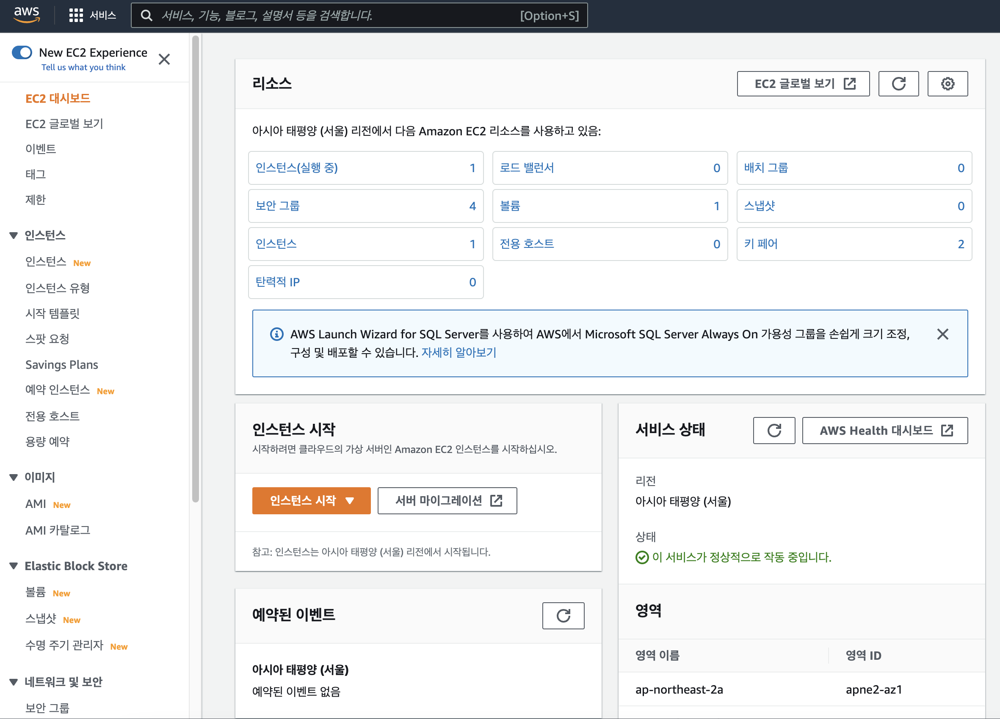 aws
서비스
서비스, 기능, 블로그, 설명서 등을 검색합니다.
[Option+S]
New EC2 Experience
Tell us what you think
EC2 대시보드
EC2 글로벌 보기
이벤트
태그
제한
인스턴스
인스턴스 New
인스턴스 유형
시작 템플릿
스팟 요청
Savings Plans
예약 인스턴스 New
전용 호스트
용량 예약
이미지
AMI New
AMI 카탈로그
Elastic Block Store
볼륨 New
스냅샷 New
수명 주기 관리자 New
네트워크 및 보안
보안 그룹
리소스
EC2 글로벌 보기
아시아 태평양 (서울) 리전에서 다음 Amazon EC2 리소스를 사용하고 있음:
인스턴스(실행 중) 1
로드 밸런서 0
배치 그룹 0
보안 그룹 4
볼륨 1
스냅샷 0
인스턴스 1
전용 호스트 0
키 페어 2
탄력적 IP 0
AWS Launch Wizard for SQL Server를 사용하여 AWS에서 Microsoft SQL Server Always On 가용성 그룹을 손쉽게 크기 조정,
구성 및 배포할 수 있습니다. 자세히 알아보기
인스턴스 시작
시작하려면 클라우드의 가상 서버인 Amazon EC2 인스턴스를 시작하십시오.
인스턴스 시작
서버 마이그레이션
참고: 인스턴스는 아시아 태평양 (서울) 리전에서 시작됩니다.
예약된 이벤트
아시아 태평양 (서울)
예약된 이벤트 없음
서비스 상태
AWS Health 대시보드
리전
아시아 태평양 (서울)
상태
이 서비스가 정상적으로 작동 중입니다.
영역
영역 이름
영역 ID
ap-northeast-2a
apne2-az1